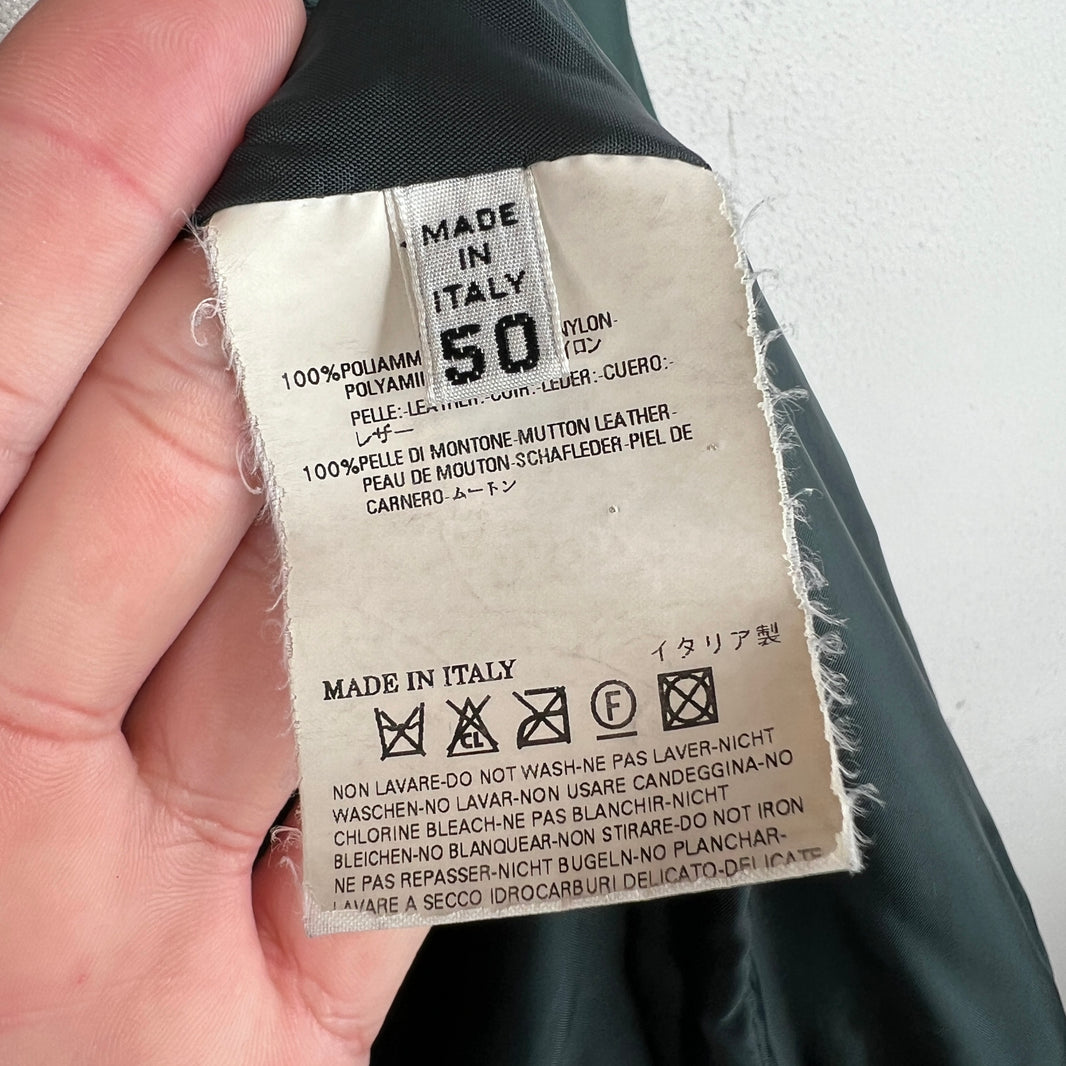 MADE
IN
ITALY
50
100%POLIAMM NYLON-
POLYAMI イロン
PELLE:-LEATHER:-CUIR:-LEDER:-CUERO:-
レザー
100%PELLE DI MONTONE-MUTTON LEATHER-
PEAU DE MOUTON-SCHAFLEDER-PIEL DE
CARNERO-ムートン
イタリア製
MADE IN ITALY
CL F
NON LAVARE-DO NOT WASH-NE PAS LAVER-NICHT
WASCHEN-NO LAVAR-NON USARE CANDEGGINA-NO
CHLORINE BLEACH-NE PAS BLANCHIR-NICHT
BLEICHEN-NO BLANQUEAR-NON STIRARE-DO NOT IRON
NE PAS REPASSER-NICHT BUGELN-NO PLANCHAR-
LAVARE A SECCO IDROCARBURI DELICATO-DELICATE